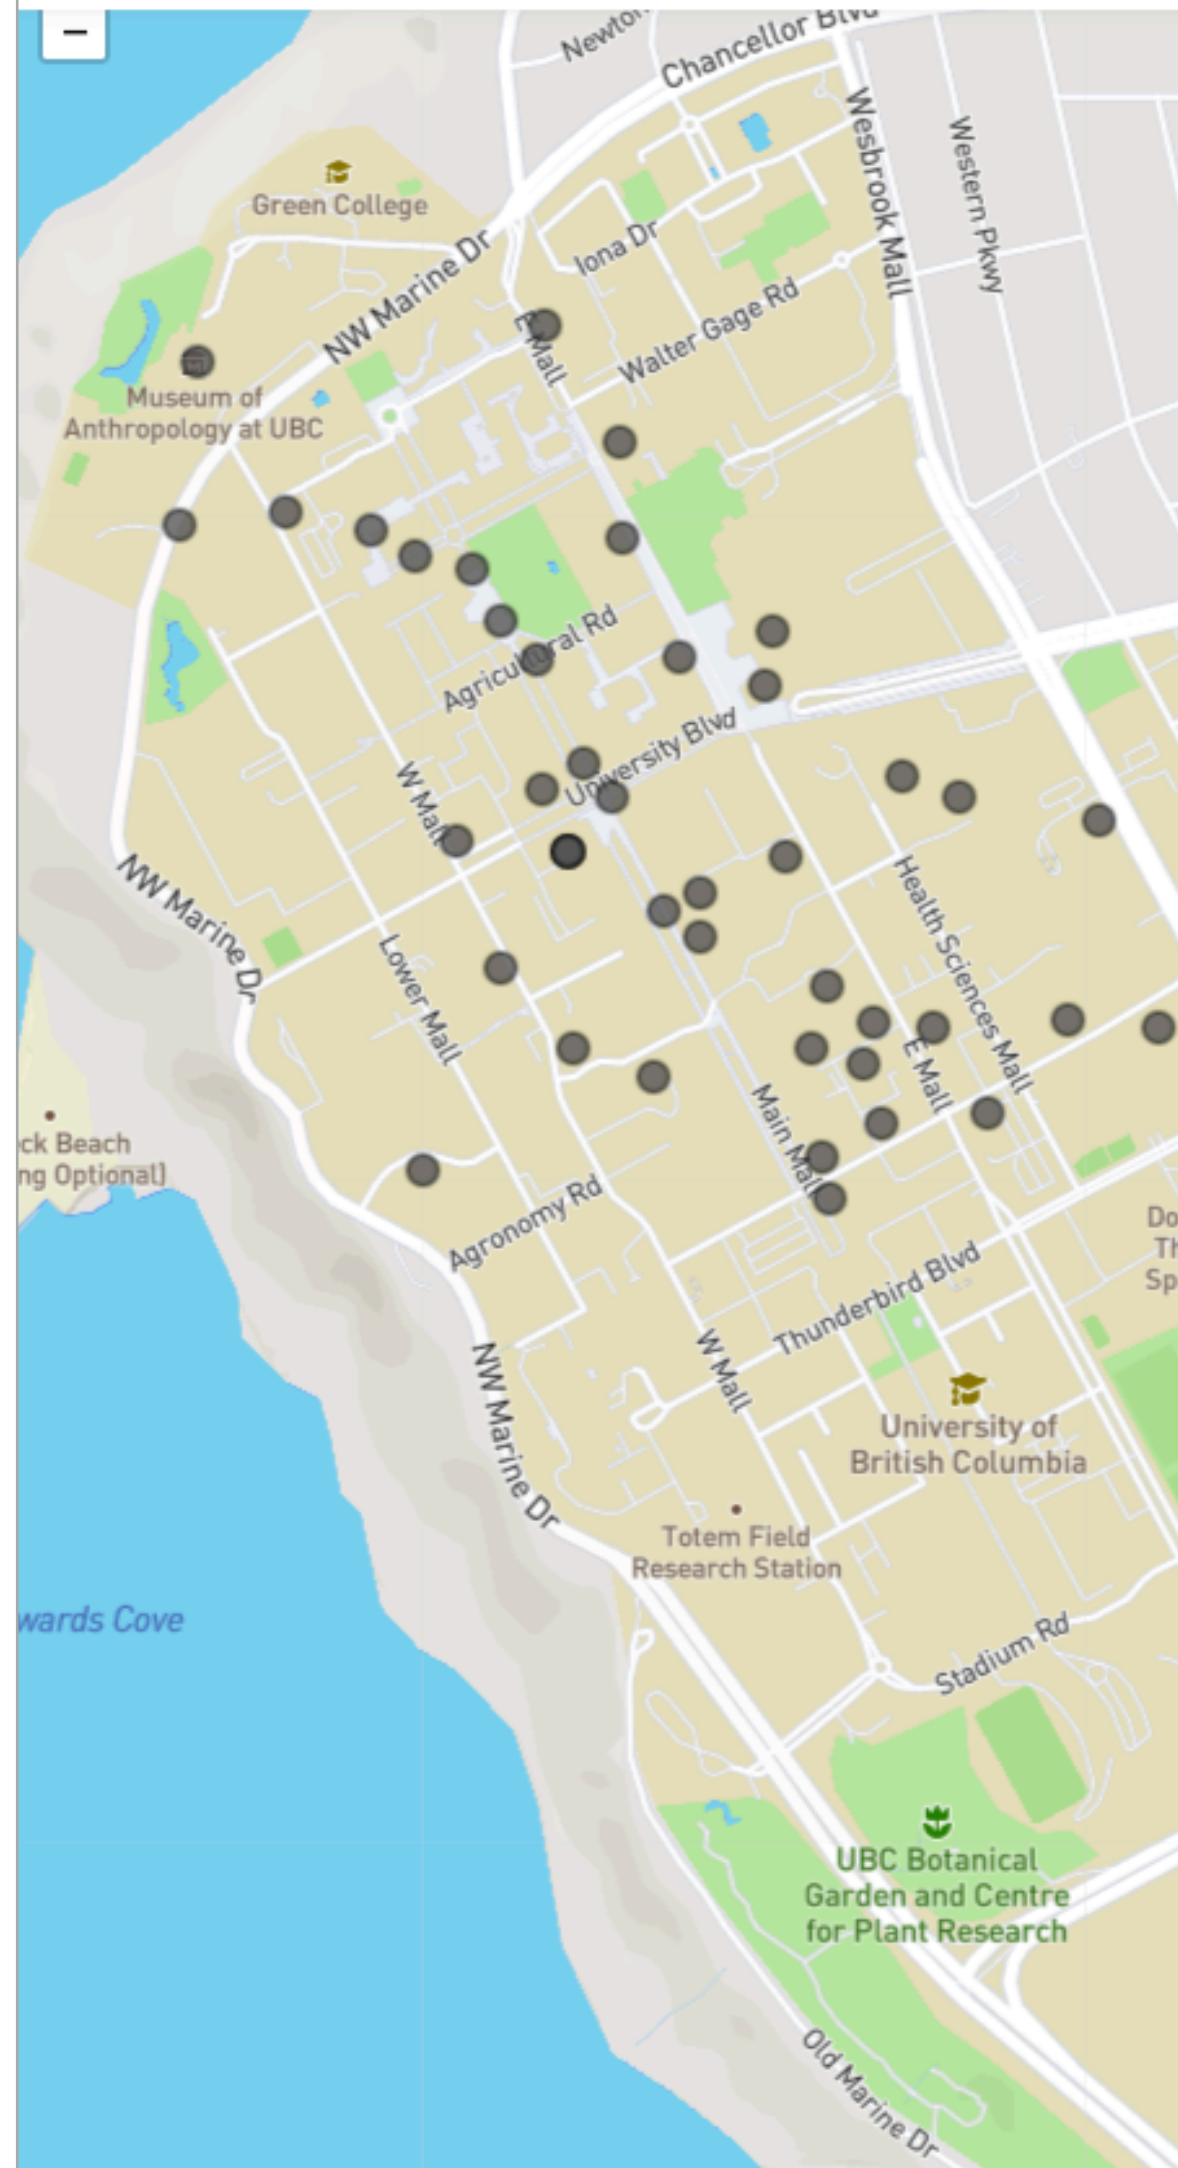 −
Newton
Chancellor Blvd
Wesbrook Mall
Western Pkwy
Green College
Iona Dr
NW Marine Dr
E Mall
Walter Gage Rd
Museum of
Anthropology at UBC
Agricultural Rd
University Blvd
W Mall
NW Marine Dr
Health Sciences Mall
Lower Mall
E Mall
Main Mall
ck Beach
ng Optional)
Agronomy Rd
Do
Th
Sp
Thunderbird Blvd
W Mall
NW Marine Dr
University of
British Columbia
Totem Field
Research Station
wards Cove
Stadium Rd
UBC Botanical
Garden and Centre
for Plant Research
Old Marine Dr